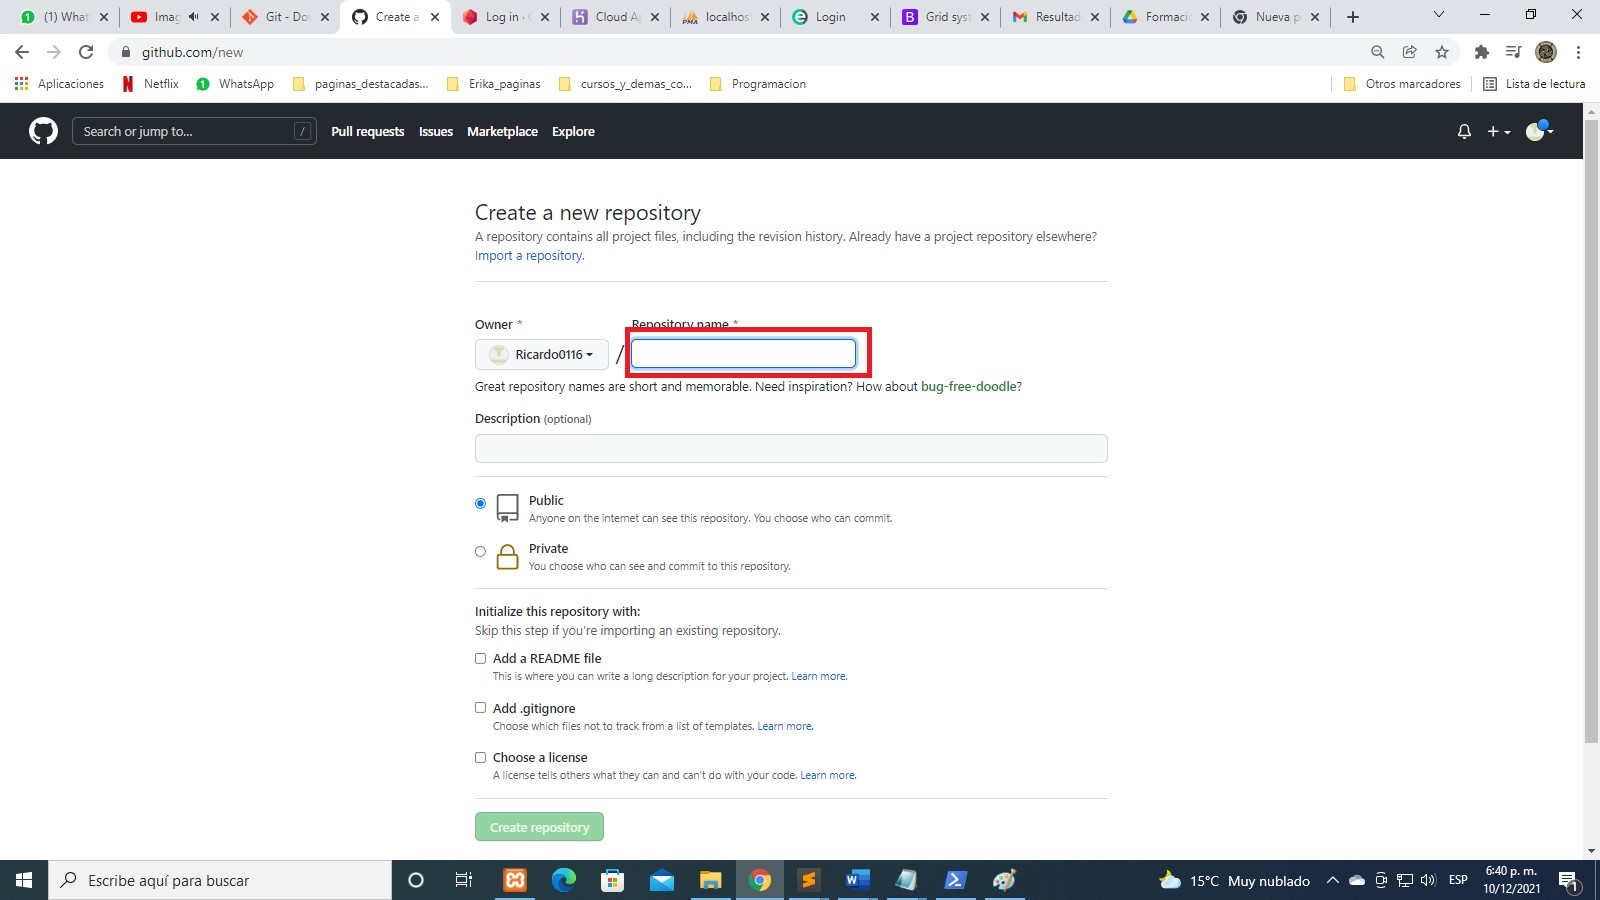 (1) What
Imag
Git - Do
Create a
Log in · 
Cloud A
localhos
Login
Grid syst
Resultad
Formaci
Nueva p
github.com/new
Aplicaciones
Netflix
WhatsApp
paginas_destacadas...
Erika_paginas
cursos_y_demas_co...
Programacion
Otros marcadores
Lista de lectura
Search or jump to...
/
Pull requests
Issues
Marketplace
Explore
Create a new repository
A repository contains all project files, including the revision history. Already have a project repository elsewhere?
Import a repository.
Owner *
Repository name *
Ricardo0116
/
Great repository names are short and memorable. Need inspiration? How about bug-free-doodle?
Description (optional)
Public
Anyone on the internet can see this repository. You choose who can commit.
Private
You choose who can see and commit to this repository.
Initialize this repository with:
Skip this step if you're importing an existing repository.
Add a README file
This is where you can write a long description for your project. Learn more.
Add .gitignore
Choose which files not to track from a list of templates. Learn more.
Choose a license
A license tells others what they can and can't do with your code. Learn more.
Create repository
Escribe aquí para buscar
15°C Muy nublado
ESP
6:40 p. m.
10/12/2021
1